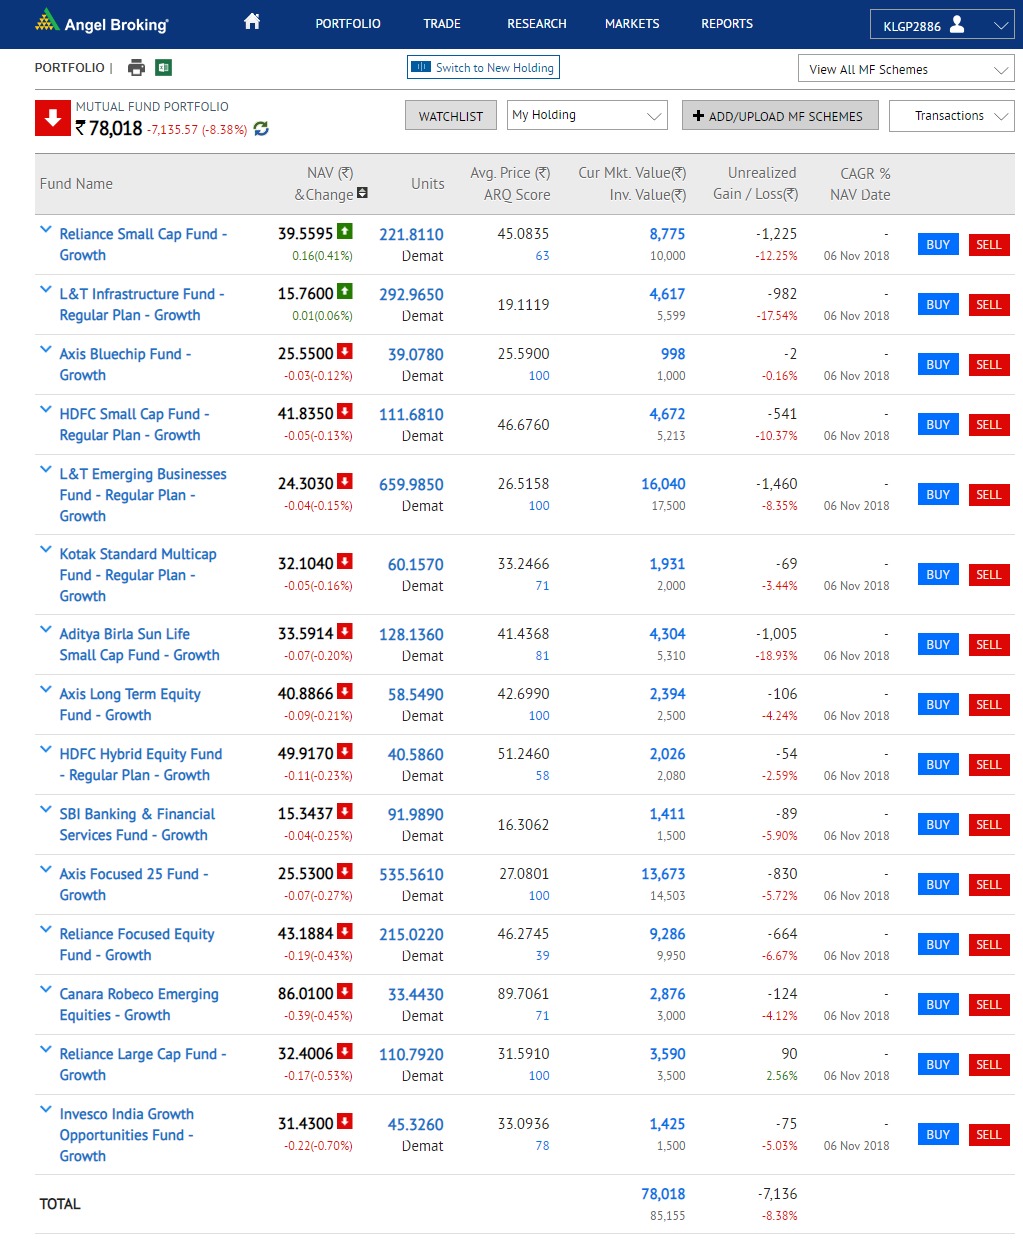 Angel Broking
PORTFOLIO TRADE RESEARCH MARKETS REPORTS KLGP2886
PORTFOLIO | Switch to New Holding View All MF Schemes
MUTUAL FUND PORTFOLIO
₹ 78,018 -7,135.57 (-8.38%)
WATCHLIST My Holding ADD/UPLOAD MF SCHEMES Transactions
Fund Name NAV (₹) &Change Units Avg. Price (₹) ARQ Score Cur Mkt. Value(₹) Inv. Value(₹) Unrealized Gain / Loss(₹) CAGR % NAV Date
Reliance Small Cap Fund - 39.5595 221.8110 45.0835 8,775 -1,225 - BUY SELL
Growth 0.16(0.41%) Demat 63 10,000 -12.25% 06 Nov 2018
L&T Infrastructure Fund - 15.7600 292.9650 19.1119 4,617 -982 - BUY SELL
Regular Plan - Growth 0.01(0.06%) Demat 5,599 -17.54% 06 Nov 2018
Axis Bluechip Fund - 25.5500 39.0780 25.5900 998 -2 - BUY SELL
Growth -0.03(-0.12%) Demat 100 1,000 -0.16% 06 Nov 2018
HDFC Small Cap Fund - 41.8350 111.6810 46.6760 4,672 -541 - BUY SELL
Regular Plan - Growth -0.05(-0.13%) Demat 5,213 -10.37% 06 Nov 2018
L&T Emerging Businesses
Fund - Regular Plan - 24.3030 659.9850 26.5158 16,040 -1,460 - BUY SELL
Growth -0.04(-0.15%) Demat 100 17,500 -8.35% 06 Nov 2018
Kotak Standard Multicap
Fund - Regular Plan - 32.1040 60.1570 33.2466 1,931 -69 - BUY SELL
Growth -0.05(-0.16%) Demat 71 2,000 -3.44% 06 Nov 2018
Aditya Birla Sun Life 33.5914 128.1360 41.4368 4,304 -1,005 - BUY SELL
Small Cap Fund - Growth -0.07(-0.20%) Demat 81 5,310 -18.93% 06 Nov 2018
Axis Long Term Equity 40.8866 58.5490 42.6990 2,394 -106 - BUY SELL
Fund - Growth -0.09(-0.21%) Demat 100 2,500 -4.24% 06 Nov 2018
HDFC Hybrid Equity Fund 49.9170 40.5860 51.2460 2,026 -54 - BUY SELL
- Regular Plan - Growth -0.11(-0.23%) Demat 58 2,080 -2.59% 06 Nov 2018
SBI Banking & Financial 15.3437 91.9890 16.3062 1,411 -89 - BUY SELL
Services Fund - Growth -0.04(-0.25%) Demat 1,500 -5.90% 06 Nov 2018
Axis Focused 25 Fund - 25.5300 535.5610 27.0801 13,673 -830 - BUY SELL
Growth -0.07(-0.27%) Demat 100 14,503 -5.72% 06 Nov 2018
Reliance Focused Equity 43.1884 215.0220 46.2745 9,286 -664 - BUY SELL
Fund - Growth -0.19(-0.43%) Demat 39 9,950 -6.67% 06 Nov 2018
Canara Robeco Emerging 86.0100 33.4430 89.7061 2,876 -124 - BUY SELL
Equities - Growth -0.39(-0.45%) Demat 71 3,000 -4.12% 06 Nov 2018
Reliance Large Cap Fund - 32.4006 110.7920 31.5910 3,590 90 - BUY SELL
Growth -0.17(-0.53%) Demat 100 3,500 2.56% 06 Nov 2018
Invesco India Growth
Opportunities Fund - 31.4300 45.3260 33.0936 1,425 -75 - BUY SELL
Growth -0.22(-0.70%) Demat 78 1,500 -5.03% 06 Nov 2018
TOTAL 78,018 -7,136
85,155 -8.38%